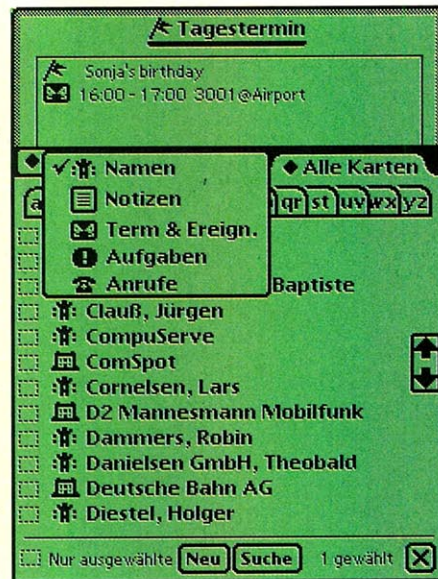 Tagestermin
Sonja's birthday
16:00 - 17:00 3001@Airport
Namen
Alle Karten
Notizen
a qr st uv wx yz
Term & Ereign.
Aufgaben
Anrufe
Baptiste
Clauß, Jürgen
CompuServe
ComSpot
Cornelsen, Lars
D2 Mannesmann Mobilfunk
Dammers, Robin
Danielsen GmbH, Theobald
Deutsche Bahn AG
Diestel, Holger
Nur ausgewählte Neu Suche 1 gewählt